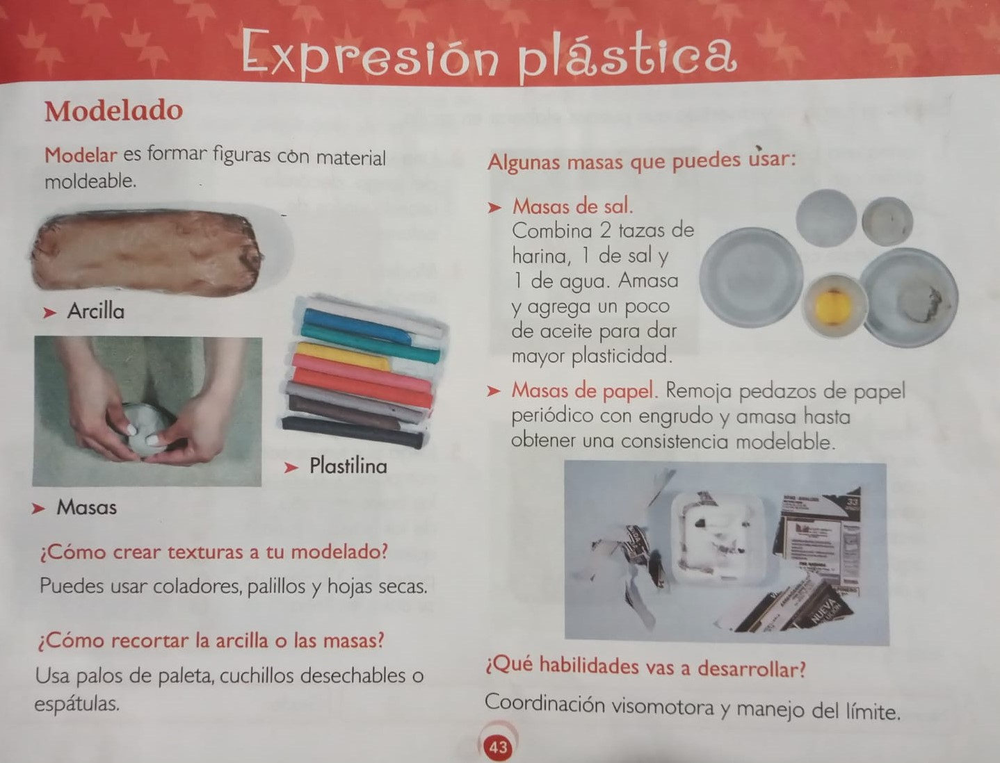 Expresión plástica
Modelado
Modelar es formar figuras con material
moldeable.
➤ Arcilla
➤ Plastilina
➤ Masas
¿Cómo crear texturas a tu modelado?
Puedes usar coladores, palillos y hojas secas.
¿Cómo recortar la arcilla o las masas?
Usa palos de paleta, cuchillos desechables o
espátulas.
Algunas masas que puedes usar:
➤ Masas de sal.
Combina 2 tazas de
harina, 1 de sal y
1 de agua. Amasa
y agrega un poco
de aceite para dar
mayor plasticidad.
➤ Masas de papel. Remoja pedazos de papel
periódico con engrudo y amasa hasta
obtener una consistencia modelable.
33
NUEVA
¿Qué habilidades vas a desarrollar?
Coordinación visomotora y manejo del límite.
43